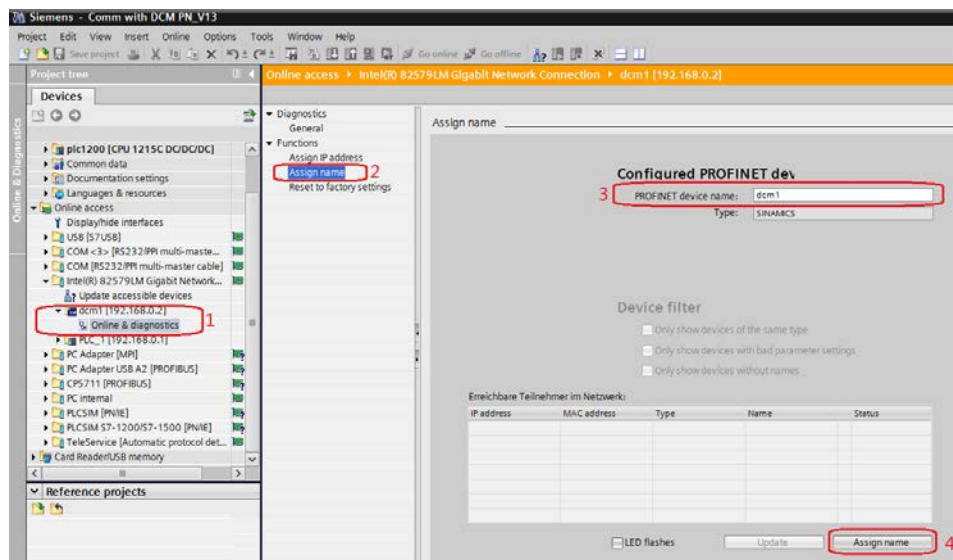 Siemens - Comm with DCM PN_V13
Project Edit View Insert Online Options Tools Window Help
Save project Go online Go offline
Project tree
Online access Intel(R) 82579LM Gigabit Network Connection dcm1 [192.168.0.2]
Devices
Online & Diagnostics
plc1200 [CPU 1215C DC/DC/DC]
Common data
Documentation settings
Languages & resources
Online access
Display/hide interfaces
USB [S7USB]
COM <3> [RS232/PPI multi-maste...
COM [RS232/PPI multi-master cable]
Intel(R) 82579LM Gigabit Network...
Update accessible devices
dcm1 [192.168.0.2]
Online & diagnostics
1
PLC_1 [192.168.0.1]
PC Adapter [MPI]
PC Adapter USB A2 [PROFIBUS]
CP5711 [PROFIBUS]
PC internal
PLCSIM [PN/IE]
PLCSIM S7-1200/S7-1500 [PN/IE]
TeleService [Automatic protocol det...
Card Reader/USB memory
Reference projects
Diagnostics
General
Functions
Assign IP address
Assign name 2
Reset to factory settings
Assign name
Configured PROFINET dev
3 PROFINET device name: dcm1
Type: SINAMICS
Device filter
Only show devices of the same type
Only show devices with bad parameter settings
Only show devices without names
Erreichbare Teilnehmer im Netzwerk:
IP address MAC address Type Name Status
LED flashes Update Assign name 4